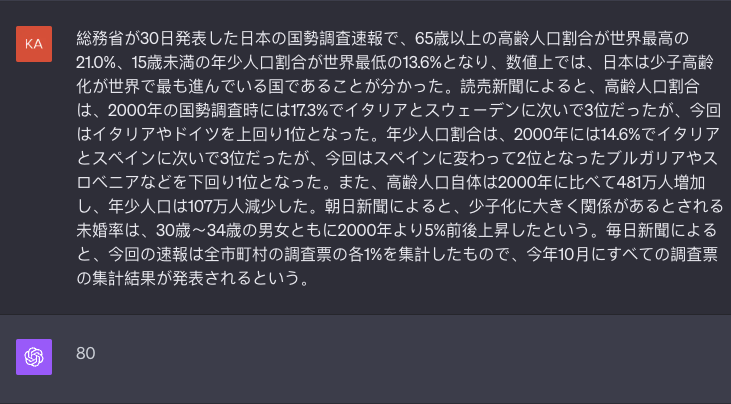 KA
総務省が30日発表した日本の国勢調査速報で、65歳以上の高齢人口割合が世界最高の
21.0%、15歳未満の年少人口割合が世界最低の13.6%となり、数値上では、日本は少子高齢
化が世界で最も進んでいる国であることが分かった。読売新聞によると、高齢人口割合
は、2000年の国勢調査時には17.3%でイタリアとスウェーデンに次いで3位だったが、今回
はイタリアやドイツを上回り1位となった。年少人口割合は、2000年には14.6%でイタリア
とスペインに次いで3位だったが、今回はスペインに変わって2位となったブルガリアやス
ロベニアなどを下回り1位となった。また、高齢人口自体は2000年に比べて481万人増加
し、年少人口は107万人減少した。朝日新聞によると、少子化に大きく関係があるとされる
未婚率は、30歳〜34歳の男女ともに2000年より5%前後上昇したという。毎日新聞による
と、今回の速報は全市町村の調査票の各1%を集計したもので、今年10月にすべての調査票
の集計結果が発表されるという。
80